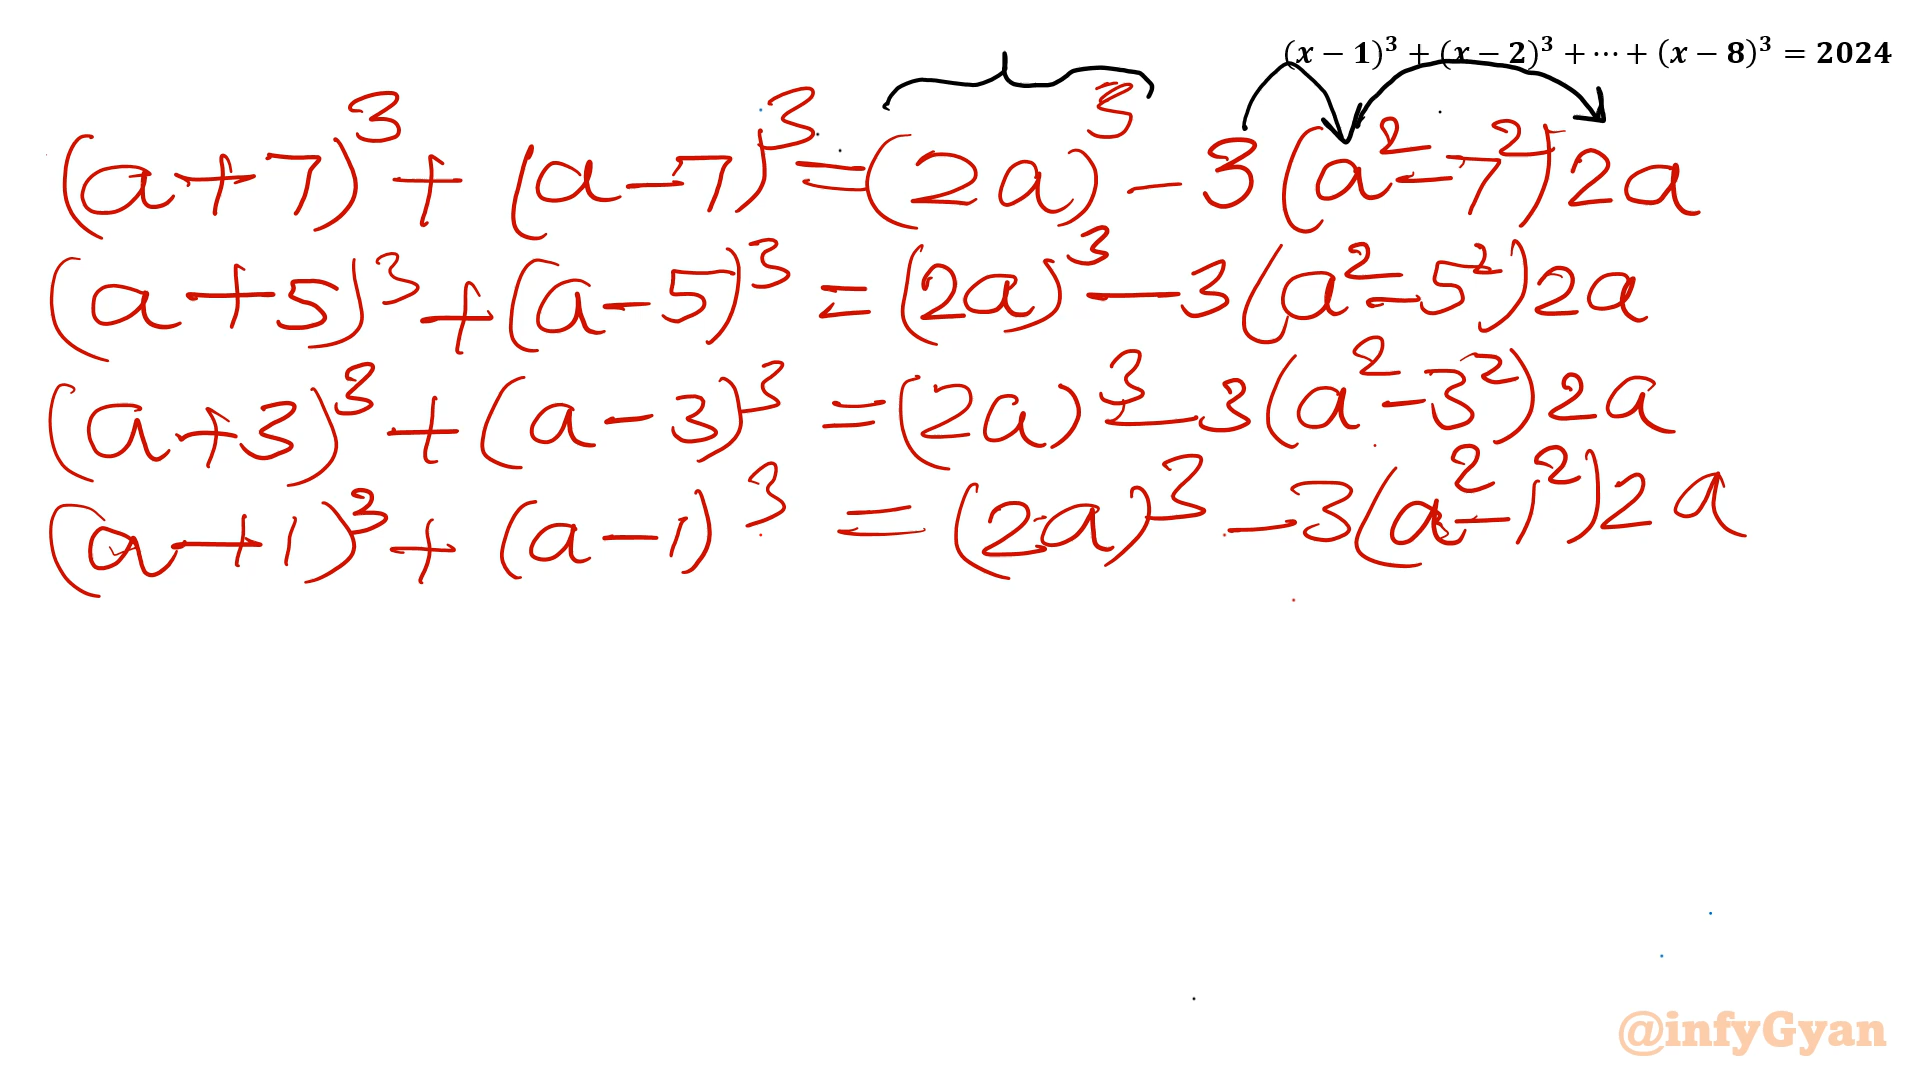 (x − 1)³ + (x − 2)³ + ⋯ + (x − 8)³ = 2024
(a+7)³ + (a−7)³ = (2a)³ − 3(a²−7²)2a
(a+5)³ + (a−5)³ = (2a)³ − 3(a²−5²)2a
(a+3)³ + (a−3)³ = (2a)³ − 3(a²−3²)2a
(a+1)³ + (a−1)³ = (2a)³ − 3(a²−1²)2a
@infyGyan